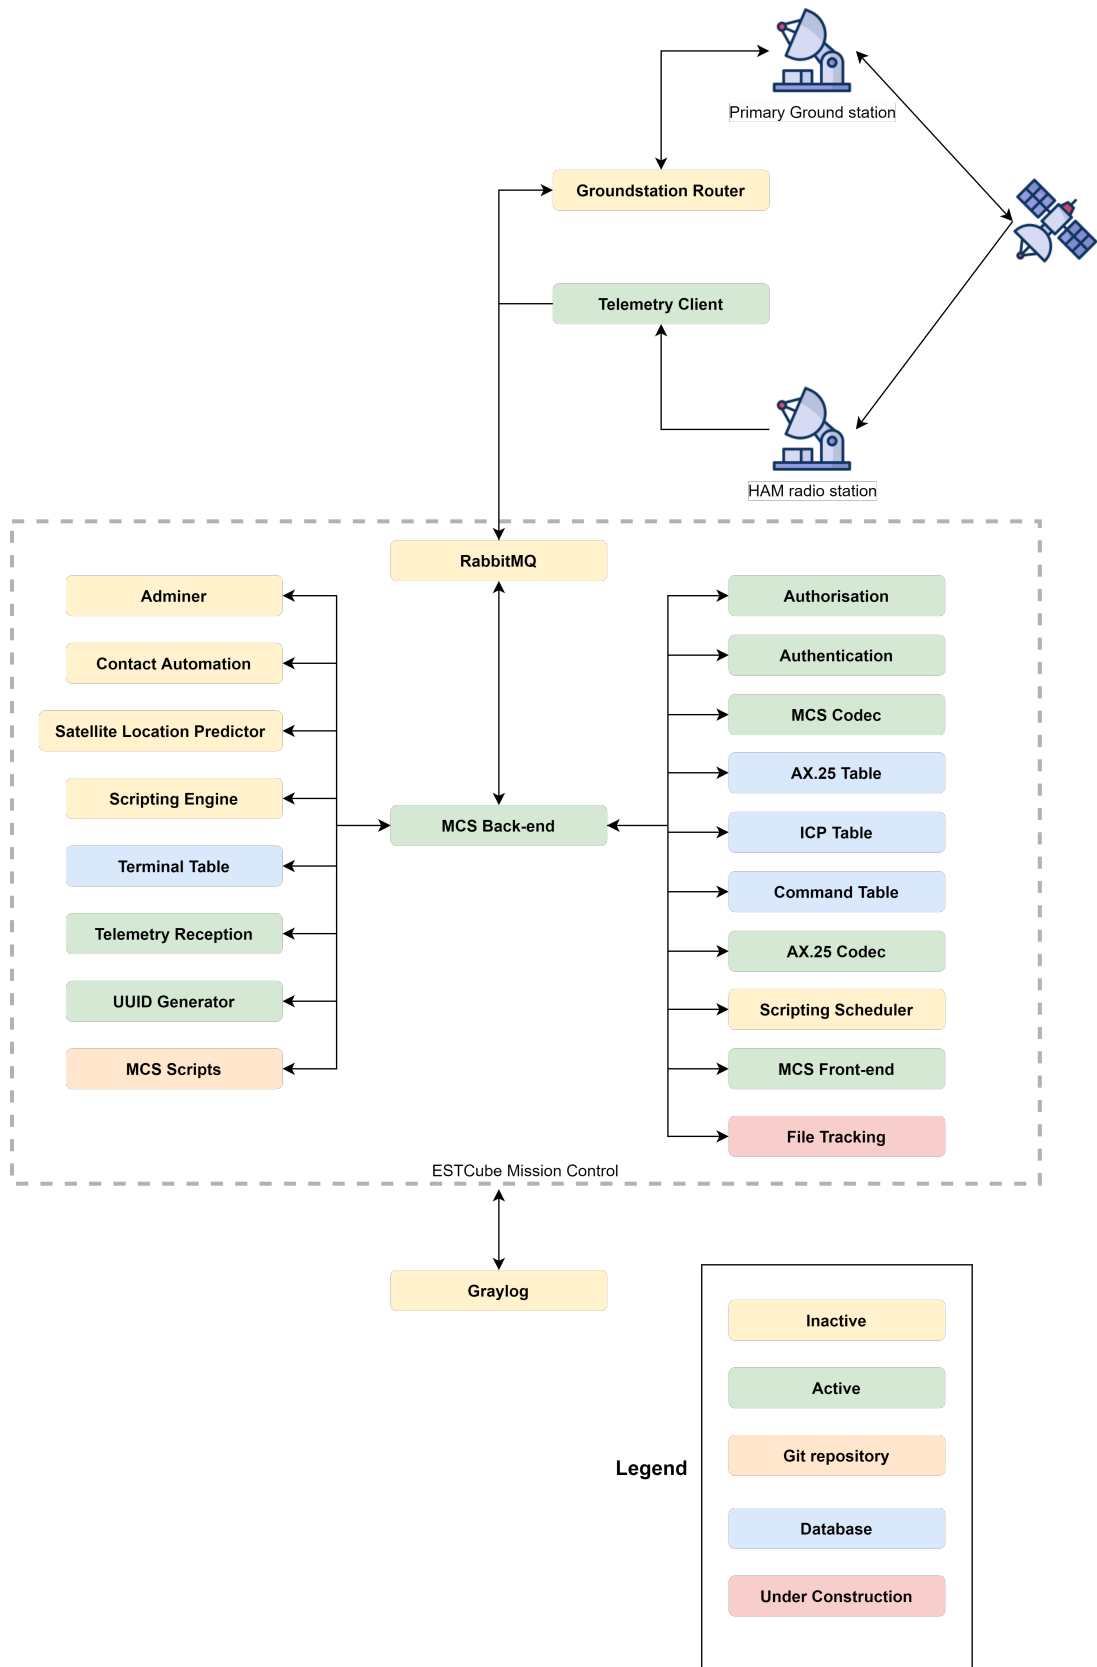 Primary Ground station
Groundstation Router
Telemetry Client
HAM radio station
RabbitMQ
Adminer
Contact Automation
Satellite Location Predictor
Scripting Engine
Terminal Table
Telemetry Reception
UUID Generator
MCS Scripts
MCS Back-end
Authorisation
Authentication
MCS Codec
AX.25 Table
ICP Table
Command Table
AX.25 Codec
Scripting Scheduler
MCS Front-end
File Tracking
ESTCube Mission Control
Graylog
Legend
Inactive
Active
Git repository
Database
Under Construction